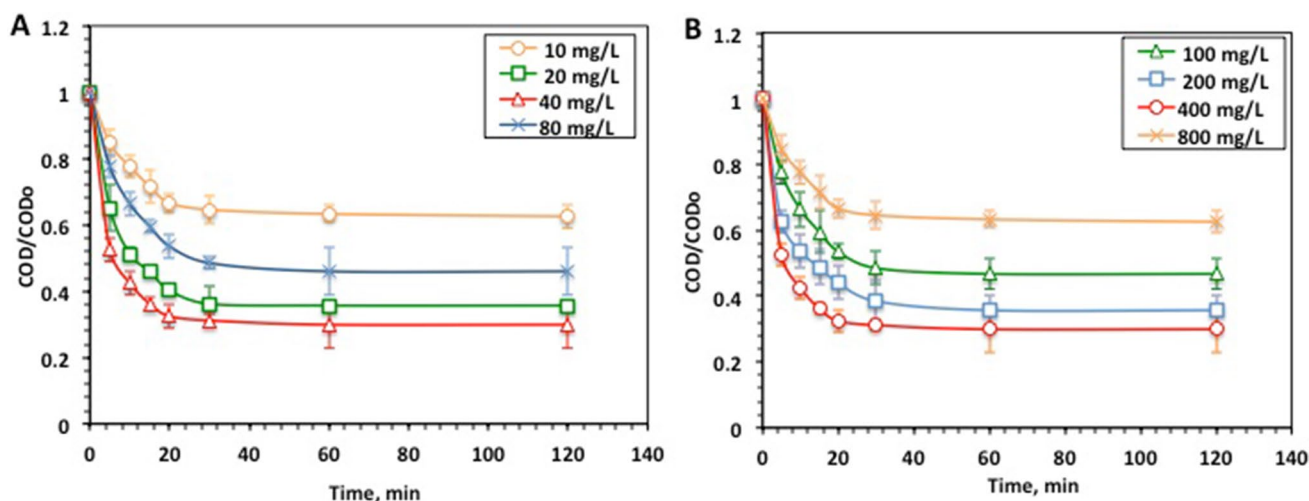 A
COD/CODo
1.2
1
0.8
0.6
0.4
0.2
0
0 20 40 60 80 100 120 140
Time, min
10 mg/L
20 mg/L
40 mg/L
80 mg/L
B
COD/CODo
1.2
1
0.8
0.6
0.4
0.2
0
0 20 40 60 80 100 120 140
Time, min
100 mg/L
200 mg/L
400 mg/L
800 mg/L